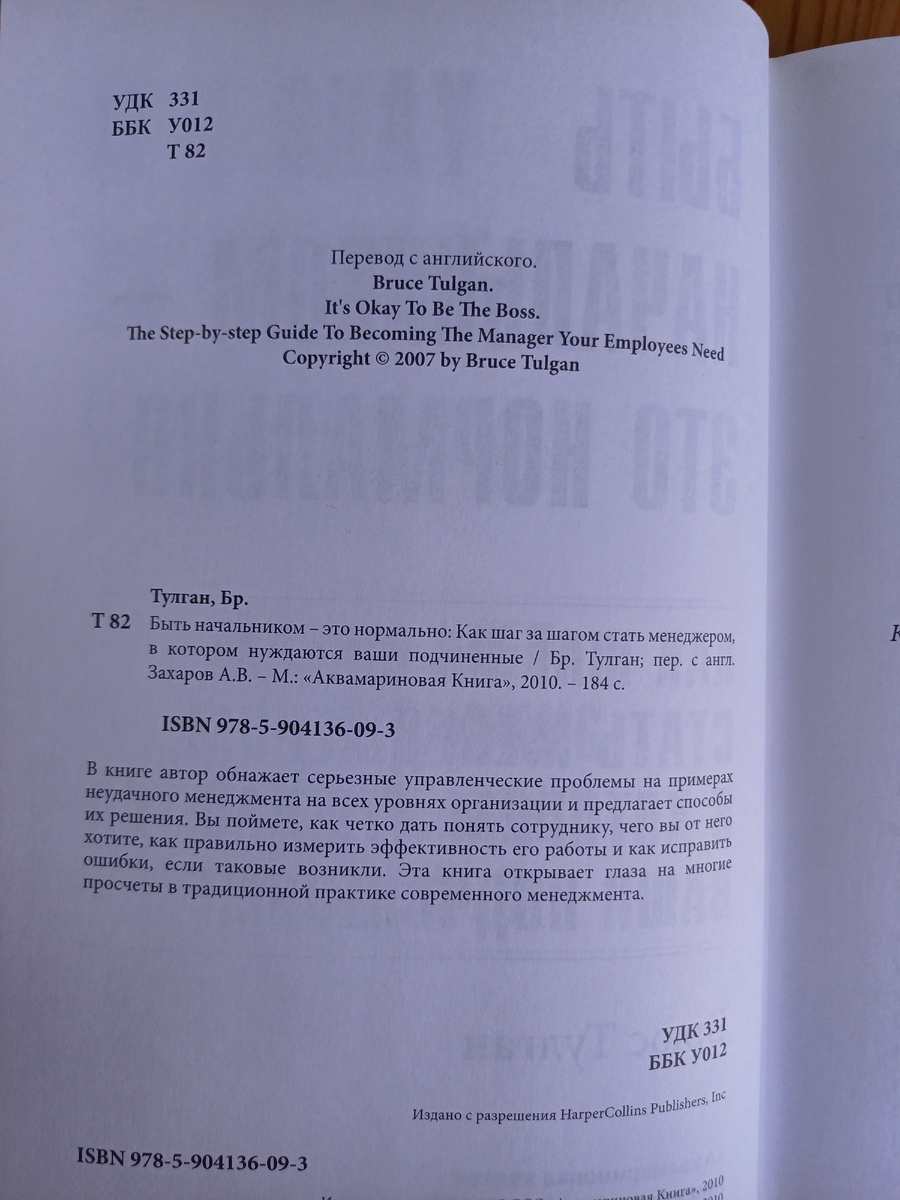 УДК 331
ББК У012
Т 82
Перевод с английского.
Bruce Tulgan.
It's Okay To Be The Boss.
The Step-by-step Guide To Becoming The Manager Your Employees Need
Copyright © 2007 by Bruce Tulgan
Тулган, Бр.
Т 82 Быть начальником – это нормально: Как шаг за шагом стать менеджером,
в котором нуждаются ваши подчиненные / Бр. Тулган; пер. с англ.
Захаров А.В. – М.: «Аквамариновая Книга», 2010. – 184 с.
ISBN 978-5-904136-09-3
В книге автор обнажает серьезные управленческие проблемы на примерах
неудачного менеджмента на всех уровнях организации и предлагает способы
их решения. Вы поймете, как четко дать понять сотруднику, чего вы от него
хотите, как правильно измерить эффективность его работы и как исправить
ошибки, если таковые возникли. Эта книга открывает глаза на многие
просчеты в традиционной практике современного менеджмента.
УДК 331
ББК У012
Издано с разрешения HarperCollins Publishers, Inc
ISBN 978-5-904136-09-3
Книга», 2010